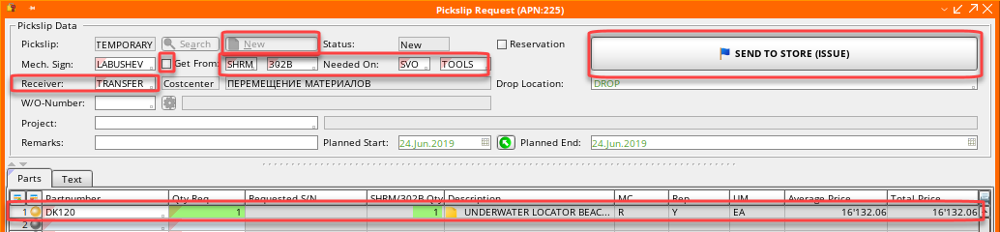 Pickslip Request (APN:225)
Pickslip Data
Pickslip: TEMPORARY Search New Status: New Reservation
SEND TO STORE (ISSUE)
Mech. Sign: LABUSHEV Get From: SHRM 302B Needed On: SVO TOOLS
Receiver: TRANSFER Costcenter ПЕРЕМЕЩЕНИЕ МАТЕРИАЛОВ Drop Location: DROP
W/O-Number:
Project:
Remarks: Planned Start: 24.Jun.2019 Planned End: 24.Jun.2019
Parts Text
Partnumber Qty Req. Requested S/N SHRM/302B Qty Description MC Rep UM Average Price Total Price
1 DK120 1 1 UNDERWATER LOCATOR BEAC... R Y EA 16'132.06 16'132.06
2